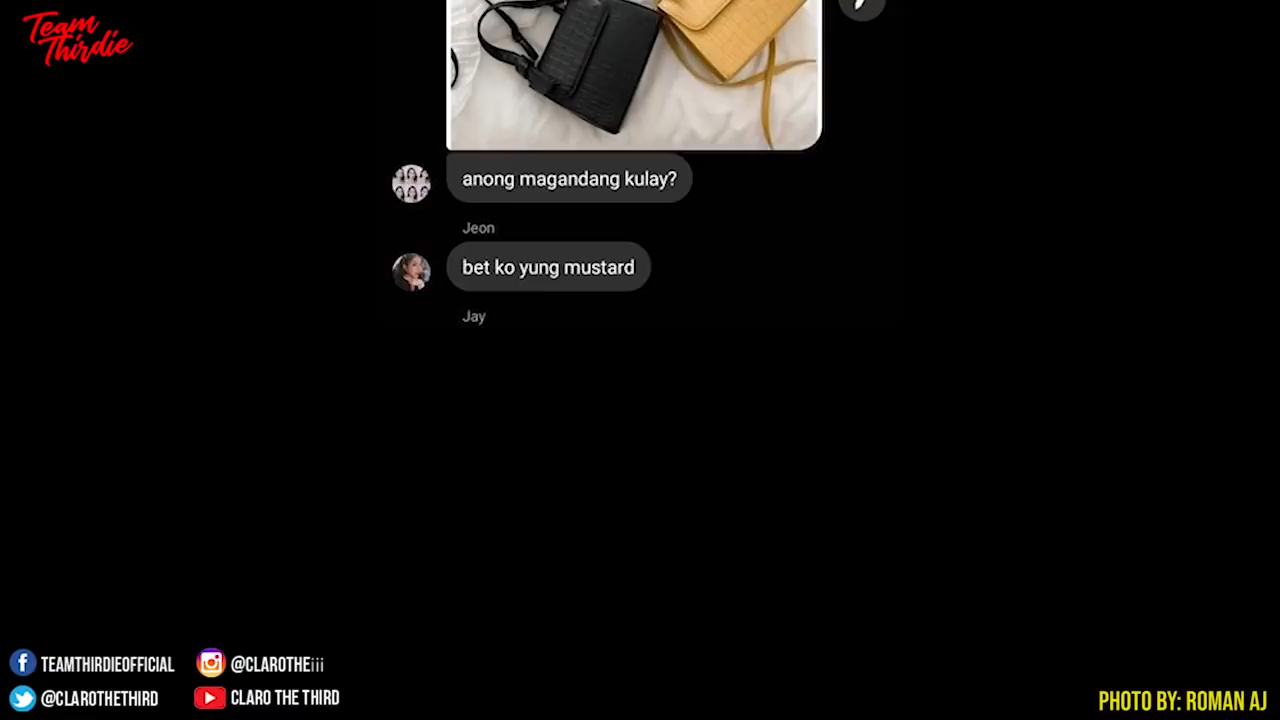 Team
Thirdie
anong magandang kulay?
Jeon
bet ko yung mustard
Jay
TEAMTHIRDIEOFFICIAL
@CLAROTHEiii
@CLAROTHETHIRD
CLARO THE THIRD
PHOTO BY: ROMAN AJ